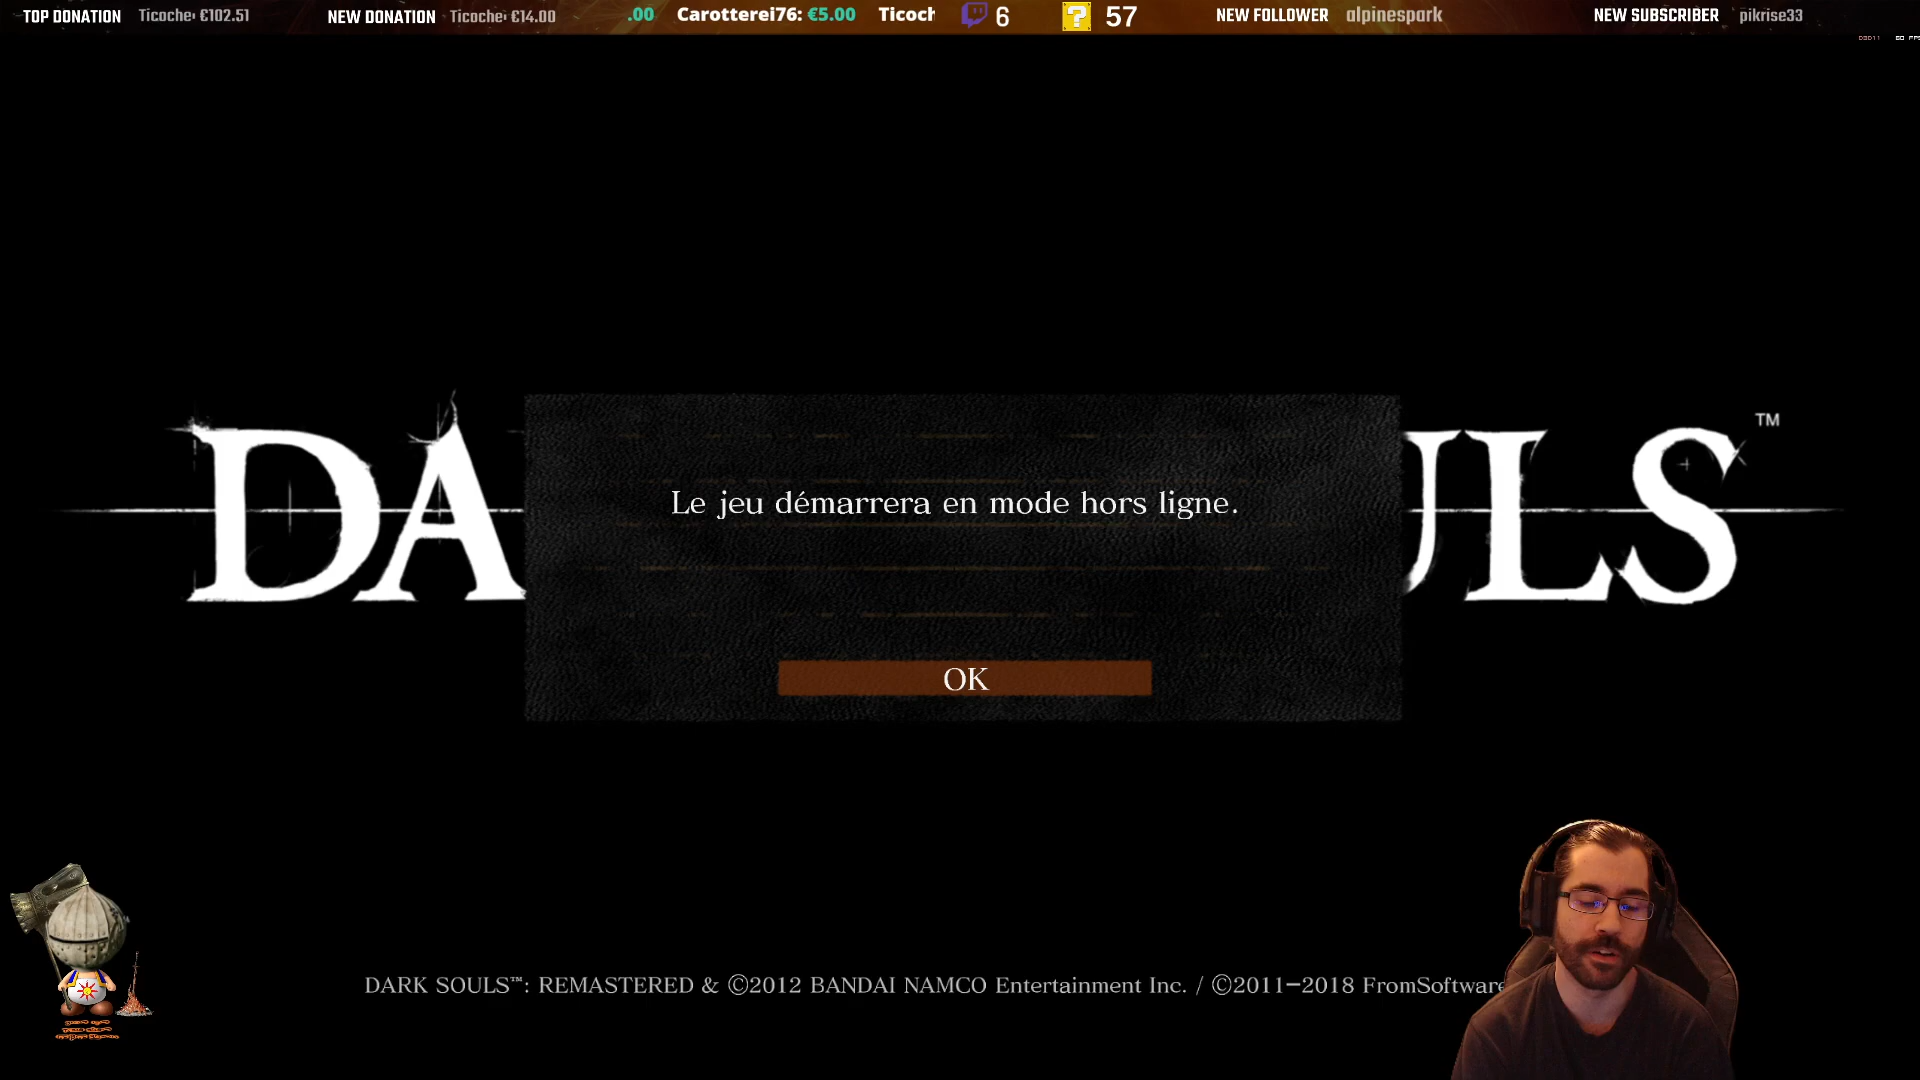 TOP DONATION Ticoche: €102.51 NEW DONATION Ticoche: €14.00 .00 Carotterei76: €5.00 Ticoch 6 ? 57 NEW FOLLOWER alpinespark NEW SUBSCRIBER pikrise33
D3D11
DA ULS ™
Le jeu démarrera en mode hors ligne.
OK
DARK SOULS™: REMASTERED & ©2012 BANDAI NAMCO Entertainment Inc. / ©2011–2018 FromSoftware